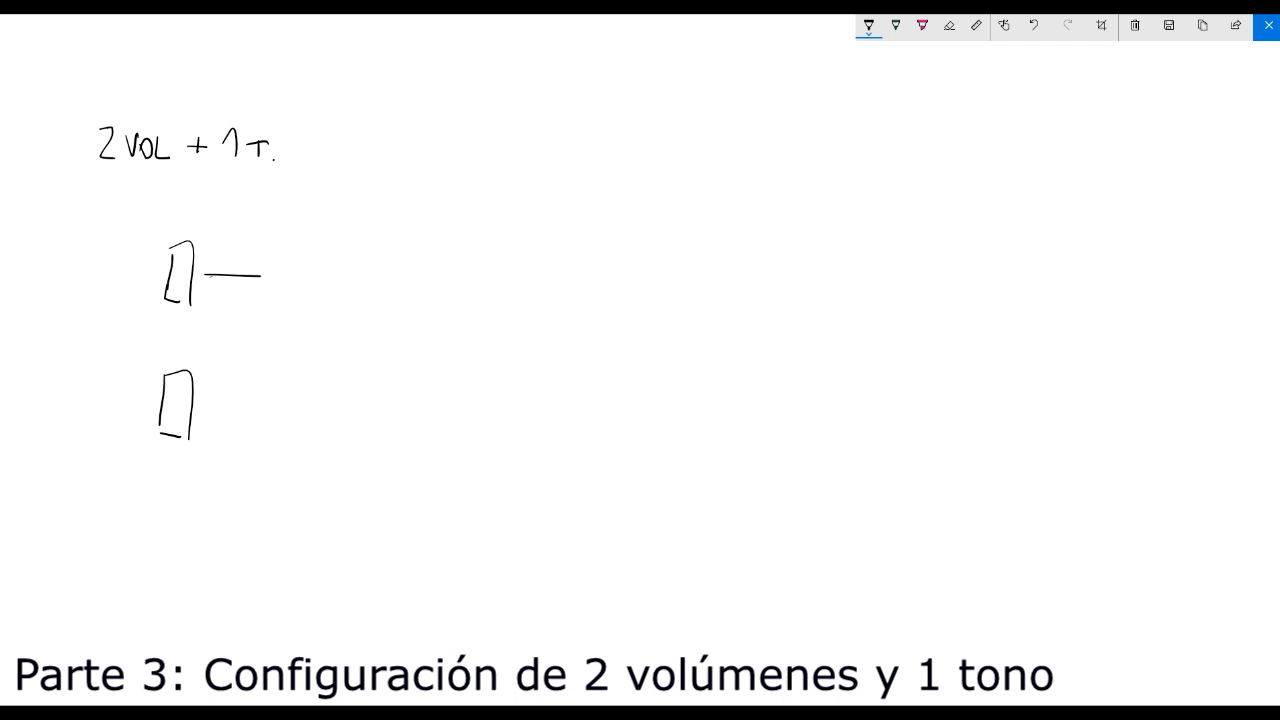 2 VOL + 1 T.
Parte 3: Configuración de 2 volúmenes y 1 tono